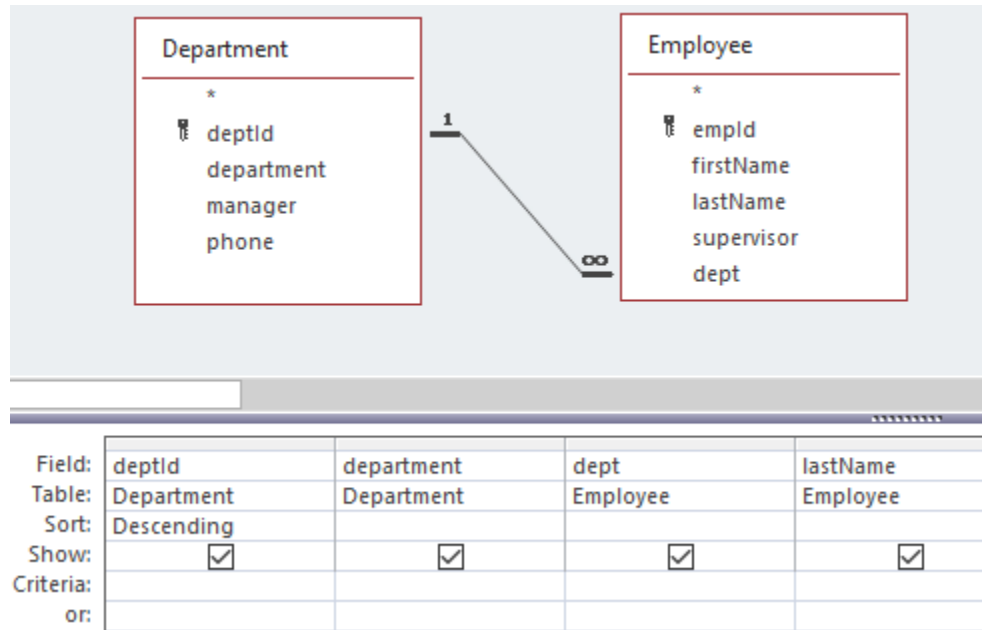 Department
*
deptId
department
manager
phone
1
∞
Employee
*
empId
firstName
lastName
supervisor
dept
Field: deptId department dept lastName
Table: Department Department Employee Employee
Sort: Descending
Show:
Criteria:
or: